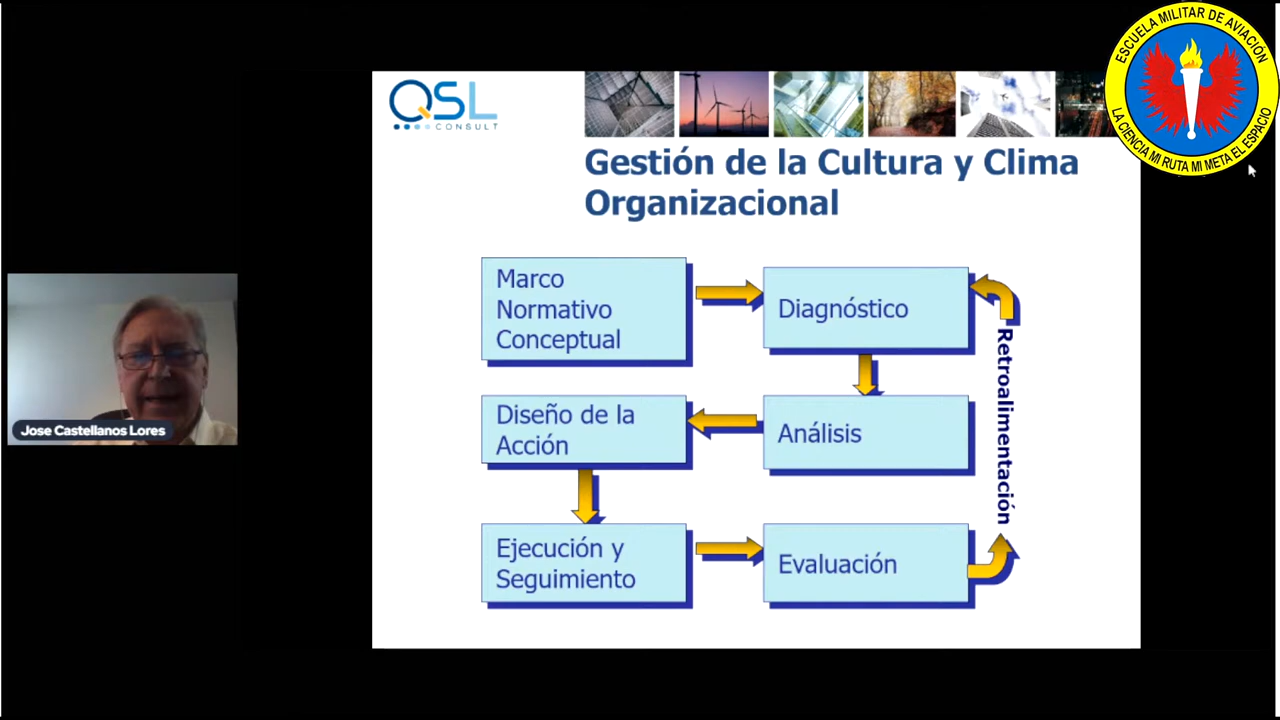 QSL
CONSULT
ESCUELA MILITAR DE AVIACIÓN
LA CIENCIA MI RUTA MI META EL ESPACIO
Gestión de la Cultura y Clima
Organizacional
Marco
Normativo
Conceptual
Diagnóstico
Diseño de la
Acción
Análisis
Ejecución y
Seguimiento
Evaluación
Retroalimentación
Jose Castellanos Lores